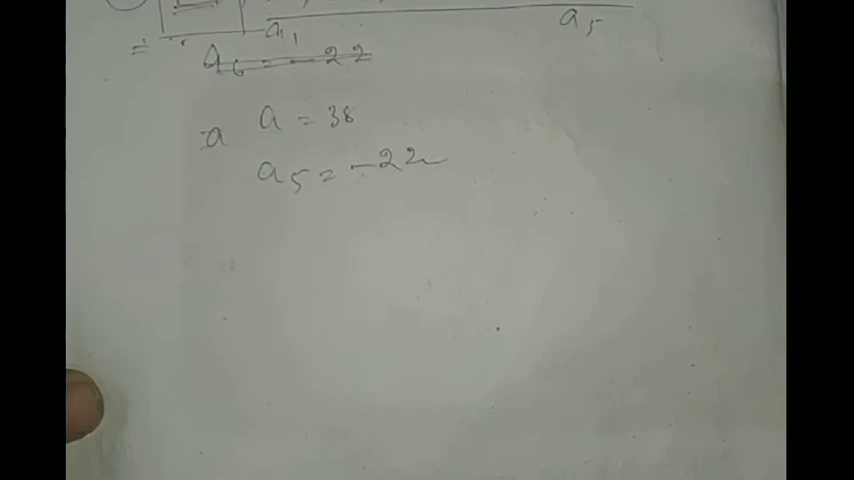 a₁ a₅
=
a₆ = -22
a = 38
a₅ = -22